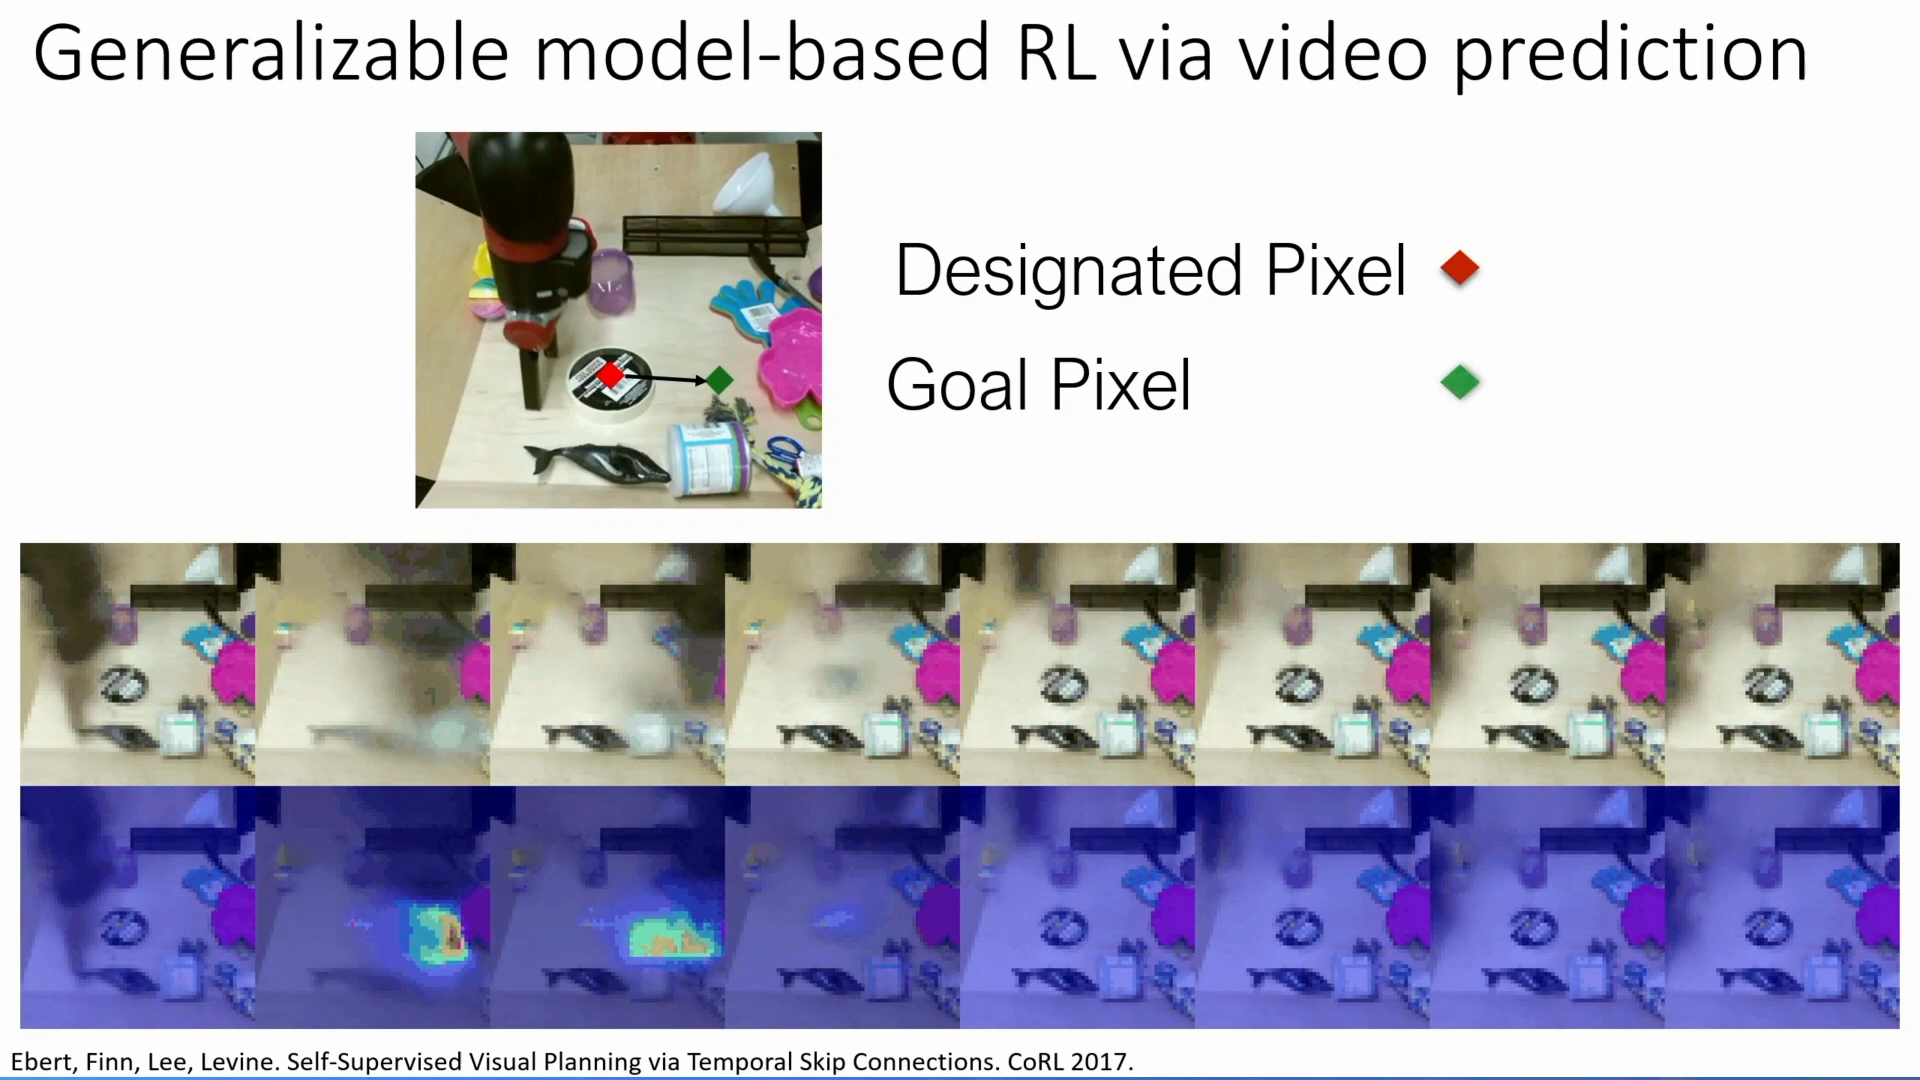 Generalizable model-based RL via video prediction
Designated Pixel
Goal Pixel
Ebert, Finn, Lee, Levine. Self-Supervised Visual Planning via Temporal Skip Connections. CoRL 2017.